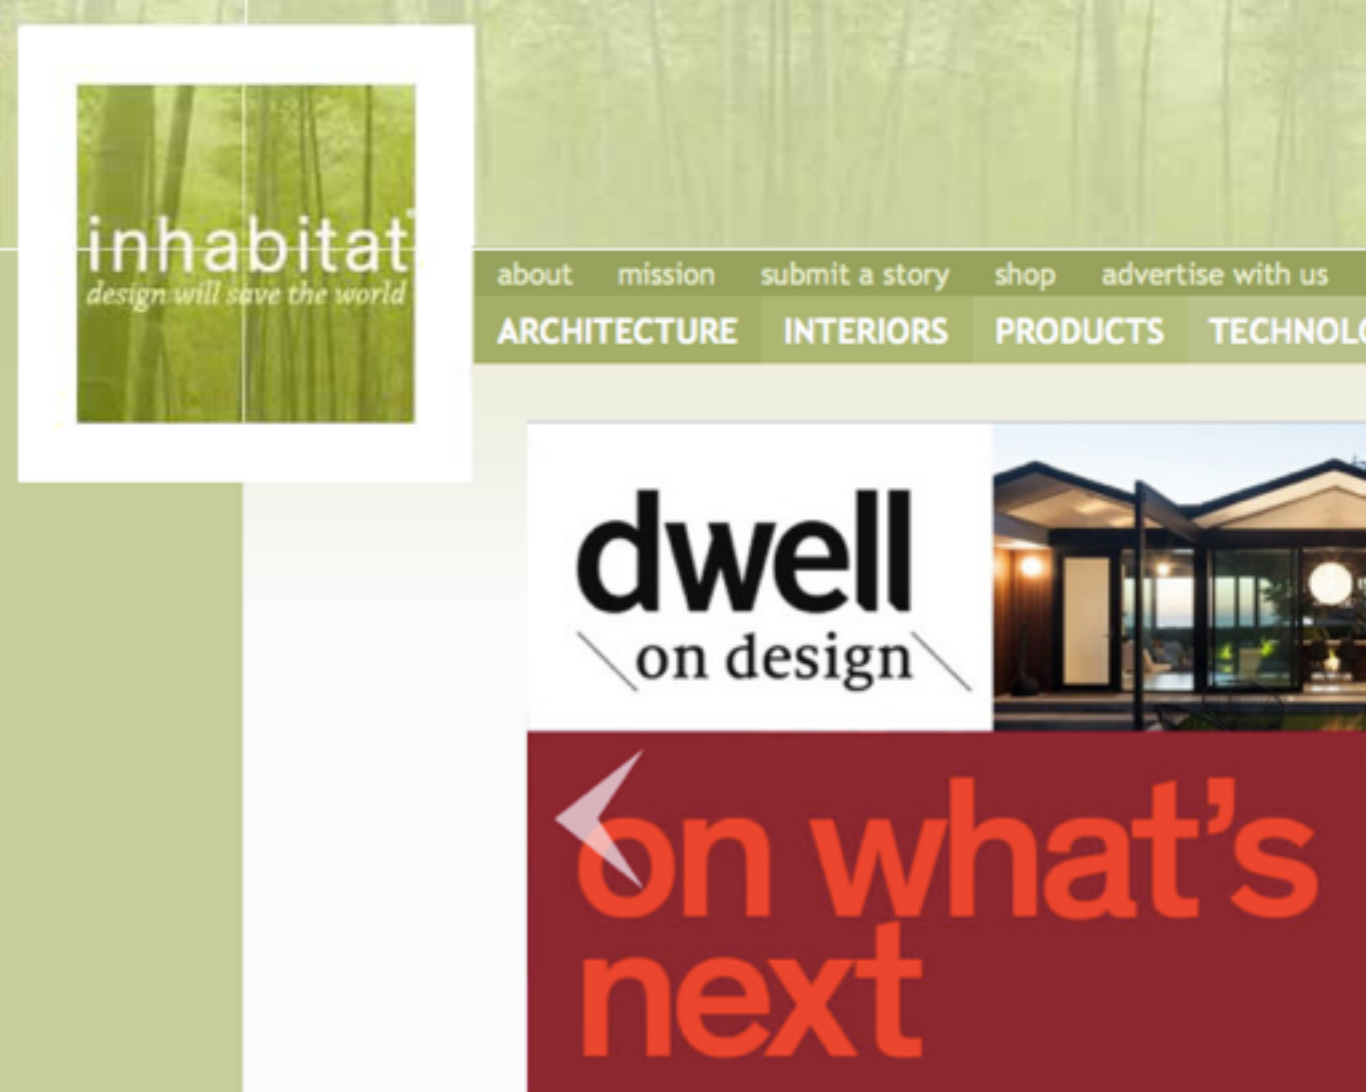 inhabitat
design will save the world
about mission submit a story shop advertise with us
ARCHITECTURE INTERIORS PRODUCTS TECHNOLO
dwell
on design
on what's
next